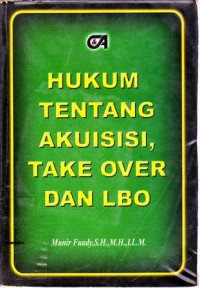 C&A
HUKUM
TENTANG
AKUISISI,
TAKE OVER
DAN LBO
Munir Fuady,S.H.,M.H.,LL.M.